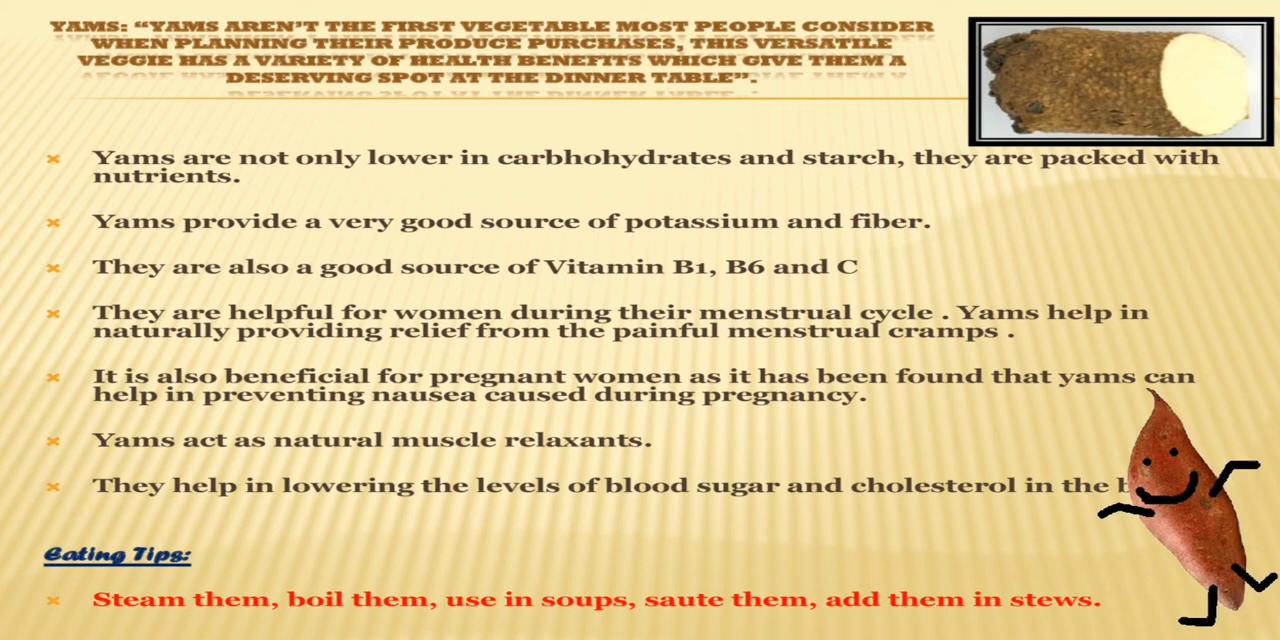 YAMS: “YAMS AREN’T THE FIRST VEGETABLE MOST PEOPLE CONSIDER
WHEN PLANNING THEIR PRODUCE PURCHASES, THIS VERSATILE
VEGGIE HAS A VARIETY OF HEALTH BENEFITS WHICH GIVE THEM A
DESERVING SPOT AT THE DINNER TABLE”.
Yams are not only lower in carbhohydrates and starch, they are packed with
nutrients.
Yams provide a very good source of potassium and fiber.
They are also a good source of Vitamin B1, B6 and C
They are helpful for women during their menstrual cycle . Yams help in
naturally providing relief from the painful menstrual cramps .
It is also beneficial for pregnant women as it has been found that yams can
help in preventing nausea caused during pregnancy.
Yams act as natural muscle relaxants.
They help in lowering the levels of blood sugar and cholesterol in the
Eating Tips:
Steam them, boil them, use in soups, saute them, add them in stews.